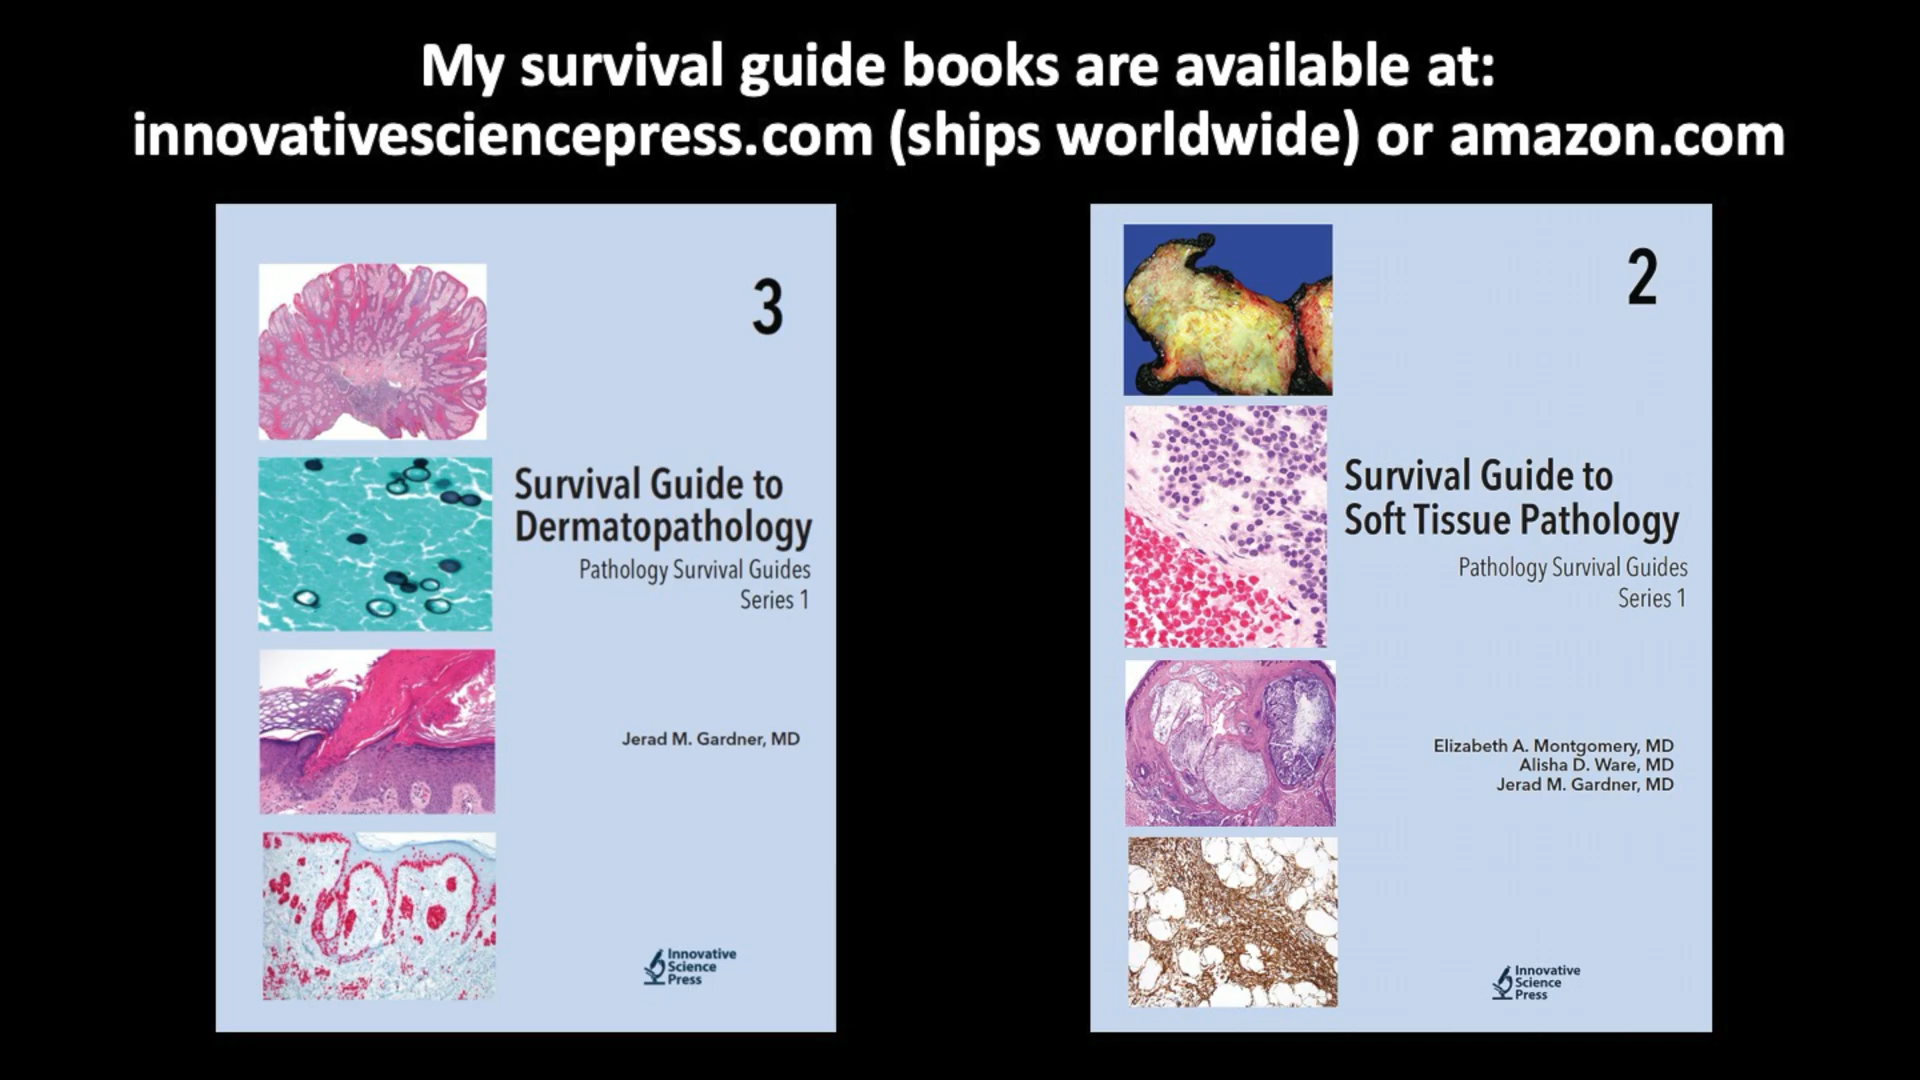 My survival guide books are available at:
innovativesciencepress.com (ships worldwide) or amazon.com
3
Survival Guide to
Dermatopathology
Pathology Survival Guides
Series 1
Jerad M. Gardner, MD
Innovative
Science
Press
2
Survival Guide to
Soft Tissue Pathology
Pathology Survival Guides
Series 1
Elizabeth A. Montgomery, MD
Alisha D. Ware, MD
Jerad M. Gardner, MD
Innovative
Science
Press